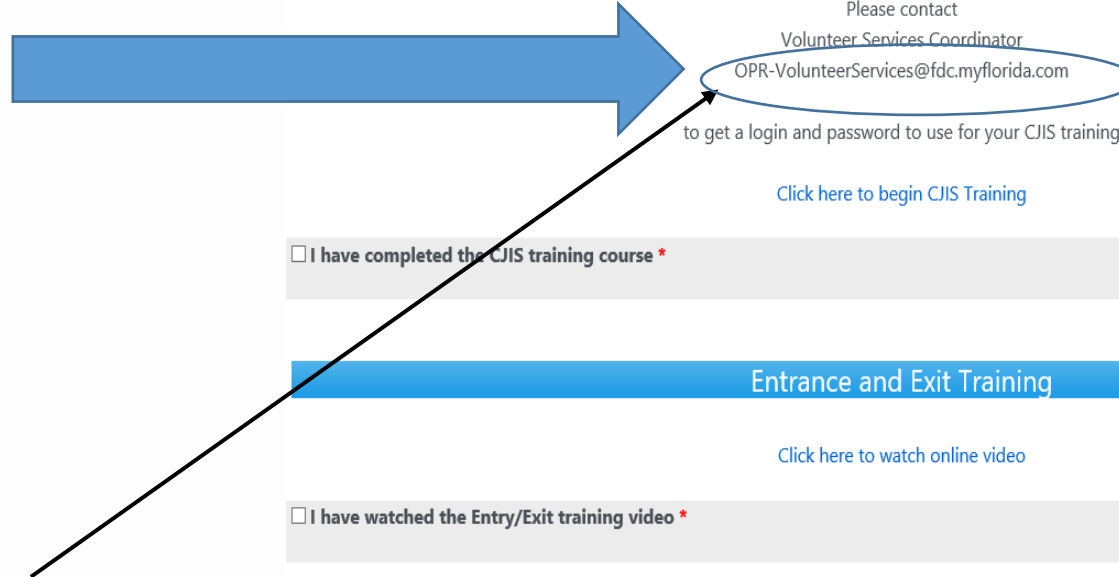 Please contact
Volunteer Services Coordinator
OPR-VolunteerServices@fdc.myflorida.com
to get a login and password to use for your CJIS training
Click here to begin CJIS Training
I have completed the CJIS training course *
Entrance and Exit Training
Click here to watch online video
I have watched the Entry/Exit training video *